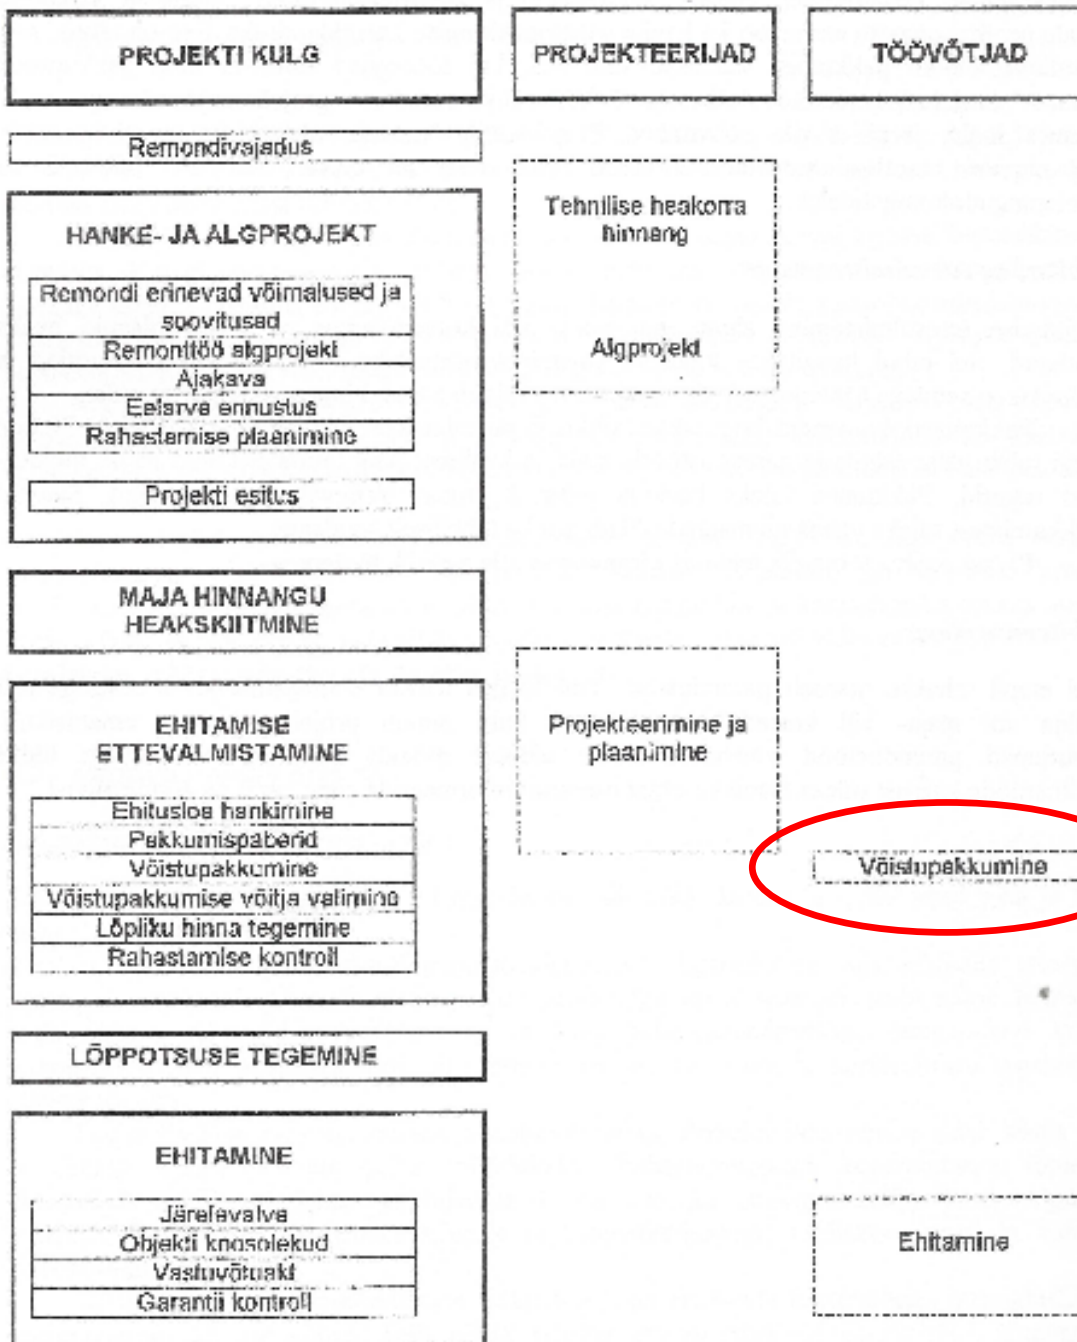 PROJEKTI KULG
PROJEKTEERIJAD
TÖÖVÕTJAD
Remondivajadus
HANKE- JA ALGPROJEKT
Remondi erinevad võimalused ja
soovitused
Remonttöö algprojekt
Ajakava
Eelarve ennustus
Rahastamise plaanimine
Projekti esitus
Tehnilise heakorra
hinnang
Algprojekt
MAJA HINNANGU
HEAKSKIITMINE
EHITAMISE
ETTEVALMISTAMINE
Ehitusloa hankimine
Pakkumispaberid
Võistupakkumine
Võistupakkumise võitja valimine
Lõpliku hinna tegemine
Rahastamise kontroll
Projekteerimine ja
plaanimine
Võistupakkumine
LÕPPOTSUSE TEGEMINE
EHITAMINE
Järelevalve
Objekti koosolekud
Vastuvõtuakt
Garantii kontroll
Ehitamine